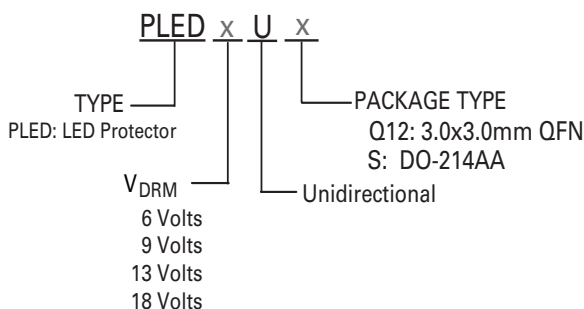 PLED x U x
TYPE
PLED: LED Protector
VDRM
6 Volts
9 Volts
13 Volts
18 Volts
PACKAGE TYPE
Q12: 3.0x3.0mm QFN
S: DO-214AA
Unidirectional